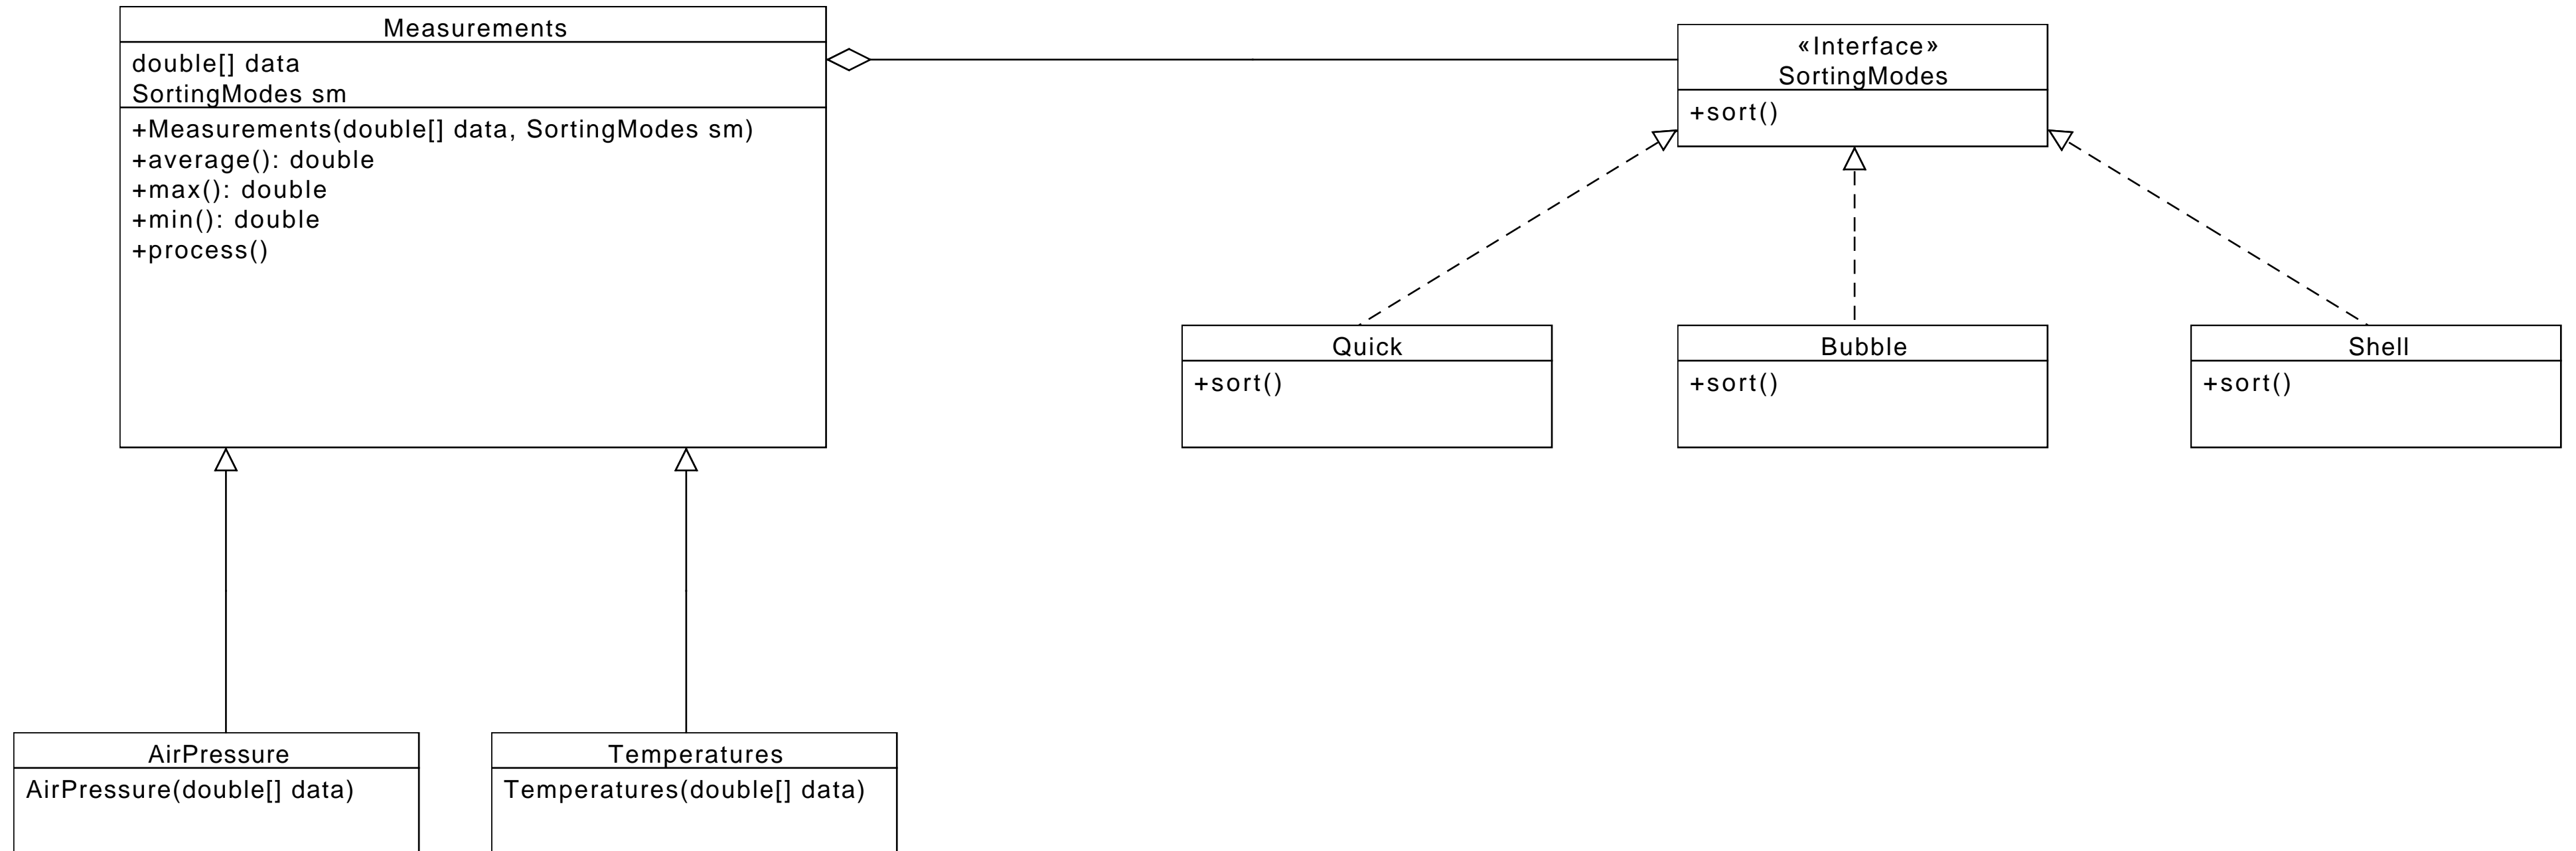 Measurements
double[] data
SortingModes sm
+Measurements(double[] data, SortingModes sm)
+average(): double
+max(): double
+min(): double
+process()
«Interface»
SortingModes
+sort()
Quick
+sort()
Bubble
+sort()
Shell
+sort()
AirPressure
AirPressure(double[] data)
Temperatures
Temperatures(double[] data)